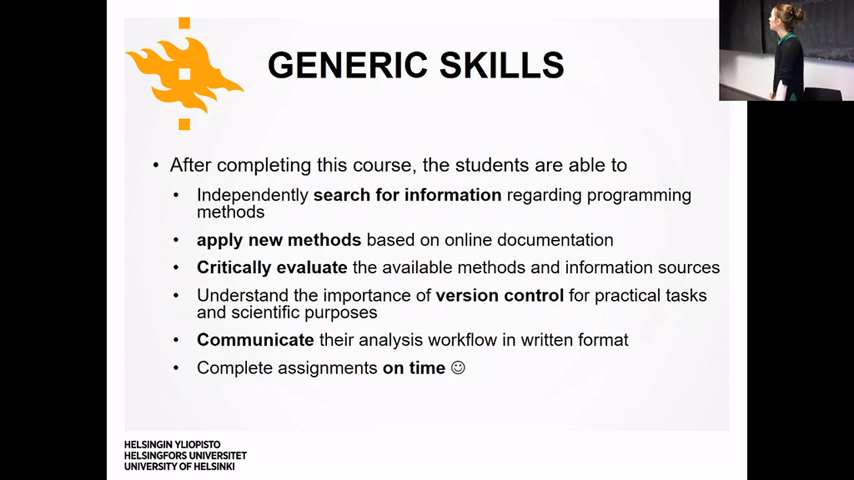 GENERIC SKILLS
• After completing this course, the students are able to
• Independently search for information regarding programming
methods
• apply new methods based on online documentation
• Critically evaluate the available methods and information sources
• Understand the importance of version control for practical tasks
and scientific purposes
• Communicate their analysis workflow in written format
• Complete assignments on time ☺
HELSINGIN YLIOPISTO
HELSINGFORS UNIVERSITET
UNIVERSITY OF HELSINKI